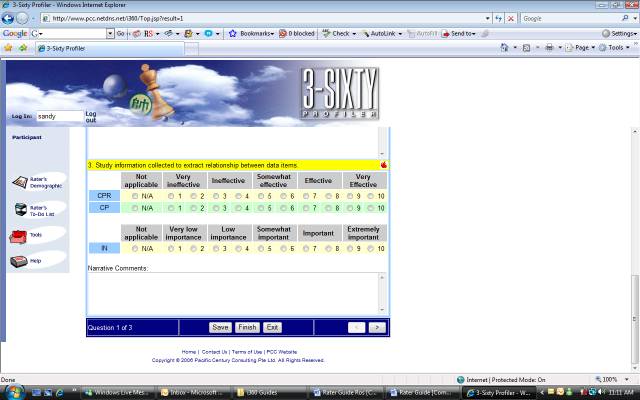 3-Sixty Profiler - Windows Internet Explorer
http://www.pcc.netdns.net/i360/Top.jsp?result=1
Google
Google
Go
RS
Bookmarks
0 blocked
Check
AutoLink
AutoFill
Send to
Settings
3-Sixty Profiler
Page
Tools
3-SIXTY
PROFILER
Log In: sandy
Log out
Participant
Rater's Demographic
Rater's To-Do List
Tools
Help
3. Study information collected to extract relationship between data items.
Not applicable Very ineffective Ineffective Somewhat effective Effective Very Effective
CPR N/A 1 2 3 4 5 6 7 8 9 10
CP N/A 1 2 3 4 5 6 7 8 9 10
Not applicable Very low importance Low importance Somewhat important Important Extremely important
IN N/A 1 2 3 4 5 6 7 8 9 10
Narrative Comments:
Question 1 of 3 Save Finish Exit < >
Home | Contact Us | Terms of Use | PCC Website
Copyright © 2006 Pacific Century Consulting Pte Ltd. All Rights Reserved.
Done
Internet | Protected Mode: On
100%
Windows Live Mes...
Inbox - Microsoft ...
i360 Guides
Rater Guide Ros [C...
Rater Guide [Com...
3-Sixty Profiler - W...
11:11 AM